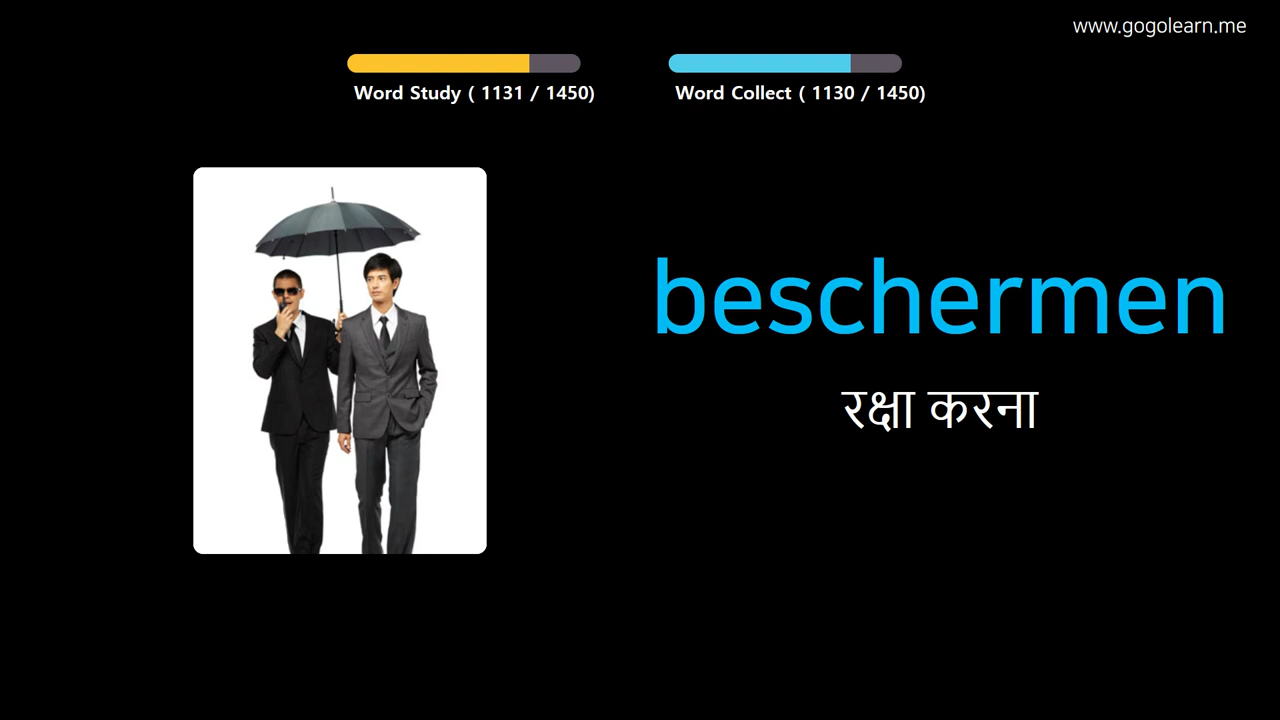 www.gogolearn.me
Word Study ( 1131 / 1450)
Word Collect ( 1130 / 1450)
beschermen
रक्षा करना